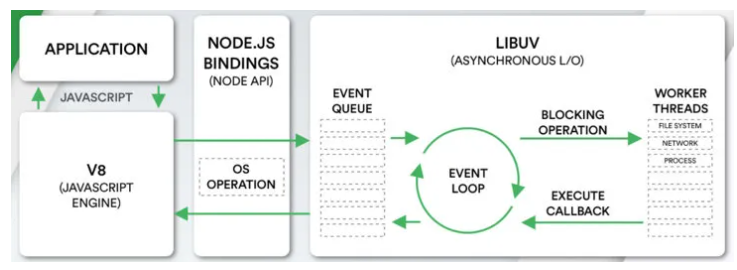 APPLICATION
JAVASCRIPT
V8
(JAVASCRIPT
ENGINE)
NODE.JS
BINDINGS
(NODE API)
OS
OPERATION
LIBUV
(ASYNCHRONOUS L/O)
EVENT
QUEUE
EVENT
LOOP
BLOCKING
OPERATION
EXECUTE
CALLBACK
WORKER
THREADS
FILE SYSTEM
NETWORK
PROCESS